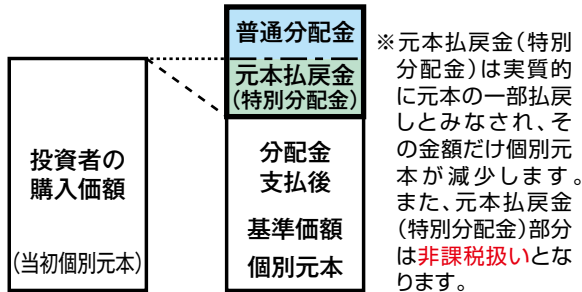 投資者の
購入価額
(当初個別元本)
普通分配金
元本払戻金
(特別分配金)
分配金
支払後
基準価額
個別元本
※元本払戻金(特別
分配金)は実質的
に元本の一部払戻
しとみなされ、そ
の金額だけ個別元
本が減少します。
また、元本払戻金
(特別分配金)部分
は非課税扱いとな
ります。